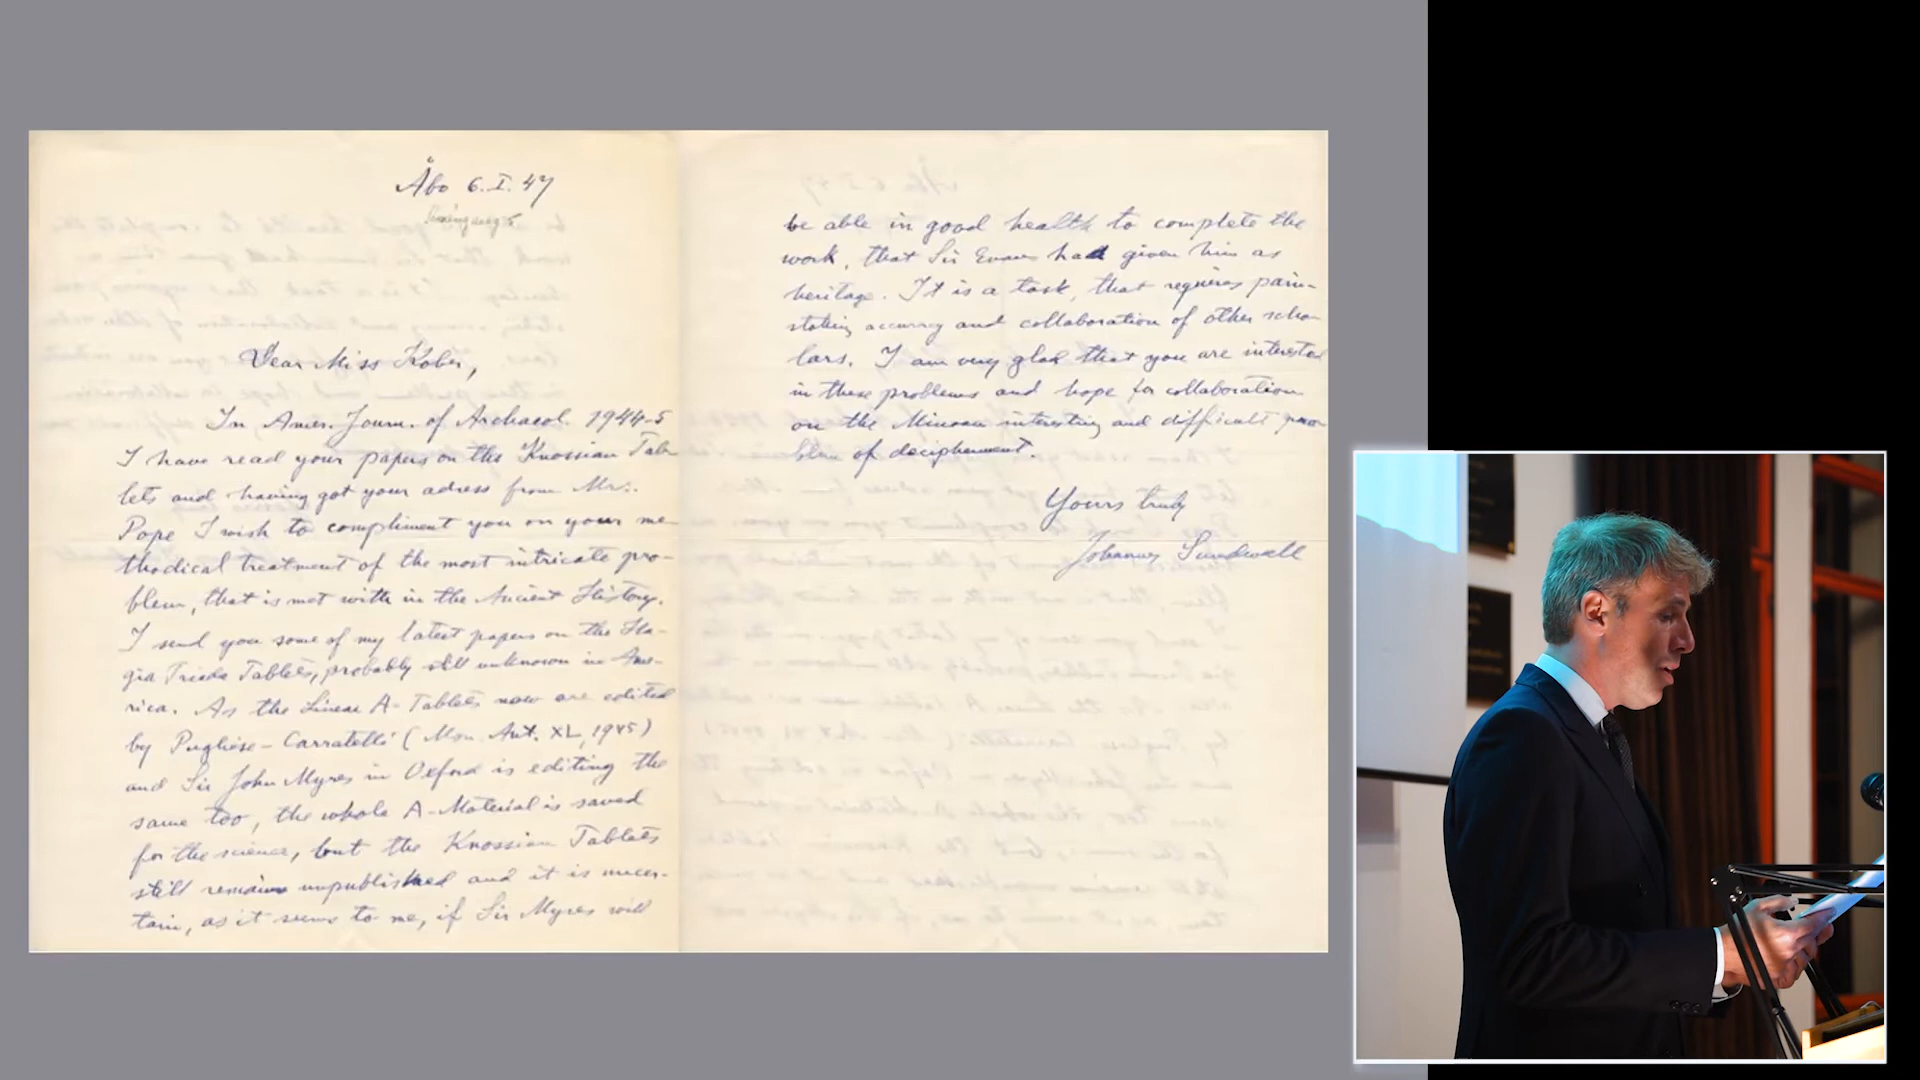 Åbo 6.I.47
Dear Miss Kober,
In Amer. Journ. of Archaeol. 1944-5
I have read your papers on the Knossian Tab-
lets and having got your adress from Mr.
Pope I wish to compliment you on your me-
thodical treatment of the most intricate pro-
blem, that is met with in the Ancient History.
I send you some of my latest papers on the Ha-
gia Triada Tablets, probably still unknown in Ame-
rica. As the Linear A-Tablets now are edited
by Pugliese-Carratelli (Mon. Ant. XL, 1945)
and Sir John Myres in Oxford is editing the
same too, the whole A-Material is saved
for the science, but the Knossian Tablets
still remains unpublished and it is uncer-
tain, as it seems to me, if Sir Myres will
be able in good health to complete the
work, that Sir Evans had given him as
heritage. It is a task, that requires pain-
staking accuracy and collaboration of other scho-
lars. I am very glad that you are interested
in these problems and hope for collaboration
on the Minoan interesting and difficult pro-
blem of decipherment.
Yours truly
Johannes Sundwall